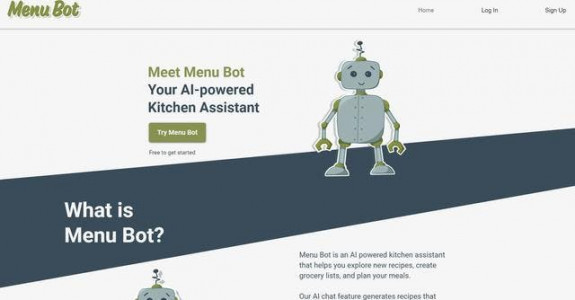 Menu Bot
Home
Log In
Sign Up
Meet Menu Bot
Your AI-powered
Kitchen Assistant
Try Menu Bot
Free to get started
What is
Menu Bot?
Menu Bot is an AI powered kitchen assistant
that helps you explore new recipes, create
grocery lists, and plan your meals.
Our AI chat feature generates recipes that